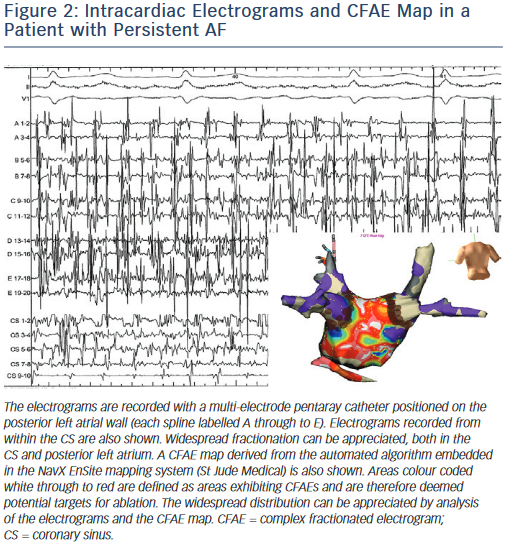 Figure 2: Intracardiac Electrograms and CFAE Map in a
Patient with Persistent AF
I
II
V1
40
41
A 1-2
A 3-4
B 5-6
B 7-8
C 9-10
C 11-12
D 13-14
D 15-16
E 17-18
E 19-20
CS 1-2
CS 3-4
CS 5-6
CS 7-8
CS 9-10
The electrograms are recorded with a multi-electrode pentaray catheter positioned on the
posterior left atrial wall (each spline labelled A through to E). Electrograms recorded from
within the CS are also shown. Widespread fractionation can be appreciated, both in the
CS and posterior left atrium. A CFAE map derived from the automated algorithm embedded
in the NavX EnSite mapping system (St Jude Medical) is also shown. Areas colour coded
white through to red are defined as areas exhibiting CFAEs and are therefore deemed
potential targets for ablation. The widespread distribution can be appreciated by analysis
of the electrograms and the CFAE map. CFAE = complex fractionated electrogram;
CS = coronary sinus.